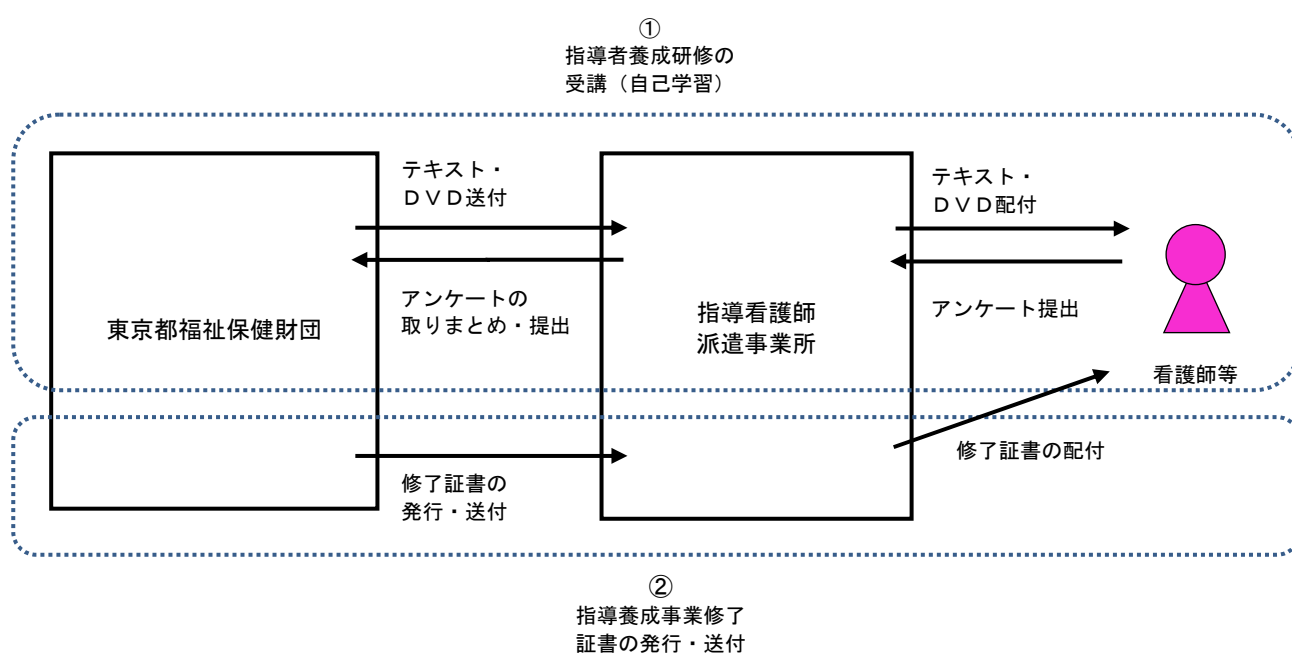 ①
指導者養成研修の
受講（自己学習）
テキスト・
ＤＶＤ送付
テキスト・
ＤＶＤ配付
アンケートの
取りまとめ・提出
アンケート提出
東京都福祉保健財団
指導看護師
派遣事業所
看護師等
修了証書の配付
修了証書の
発行・送付
②
指導養成事業修了
証書の発行・送付